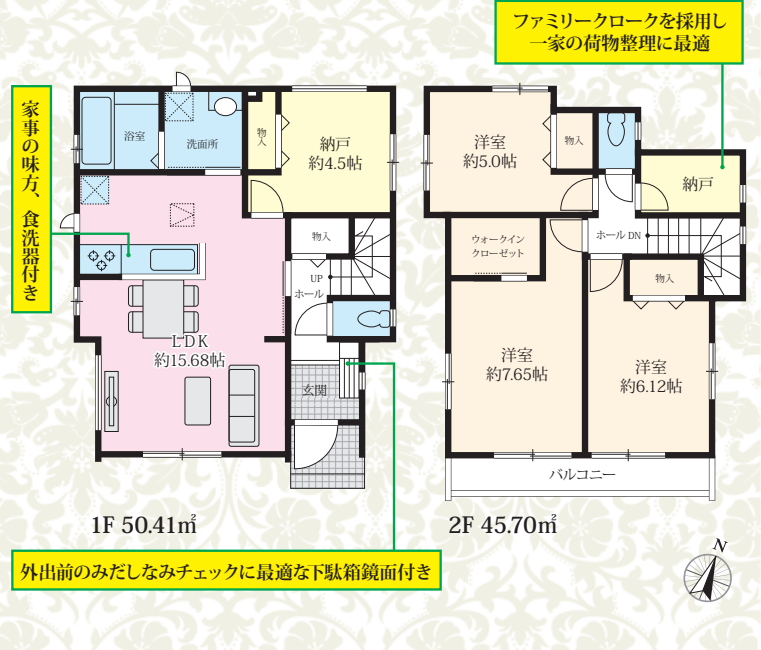 ファミリークロークを採用し
一家の荷物整理に最適
家事の味方、食洗器付き
浴室
洗面所
物入
納戸
約4.5帖
物入
UP
ホール
LDK
約15.68帖
玄関
洋室
約5.0帖
物入
納戸
ウォークイン
クローゼット
ホール DN
物入
洋室
約7.65帖
洋室
約6.12帖
バルコニー
1F 50.41㎡
2F 45.70㎡
外出前のみだしなみチェックに最適な下駄箱鏡面付き
N